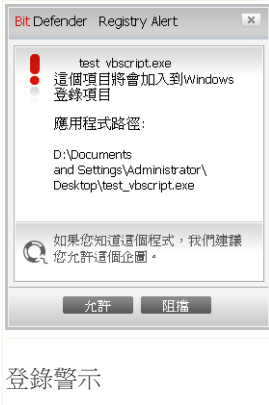 Bit Defender Registry Alert
test_vbscript.exe
這個項目將會加入到Windows
登錄項目
應用程式路徑:
D:\Documents
and Settings\Administrator\
Desktop\test_vbscript.exe
如果您知道這個程式，我們建議
您允許這個企圖。
允許 阻擋
登錄警示